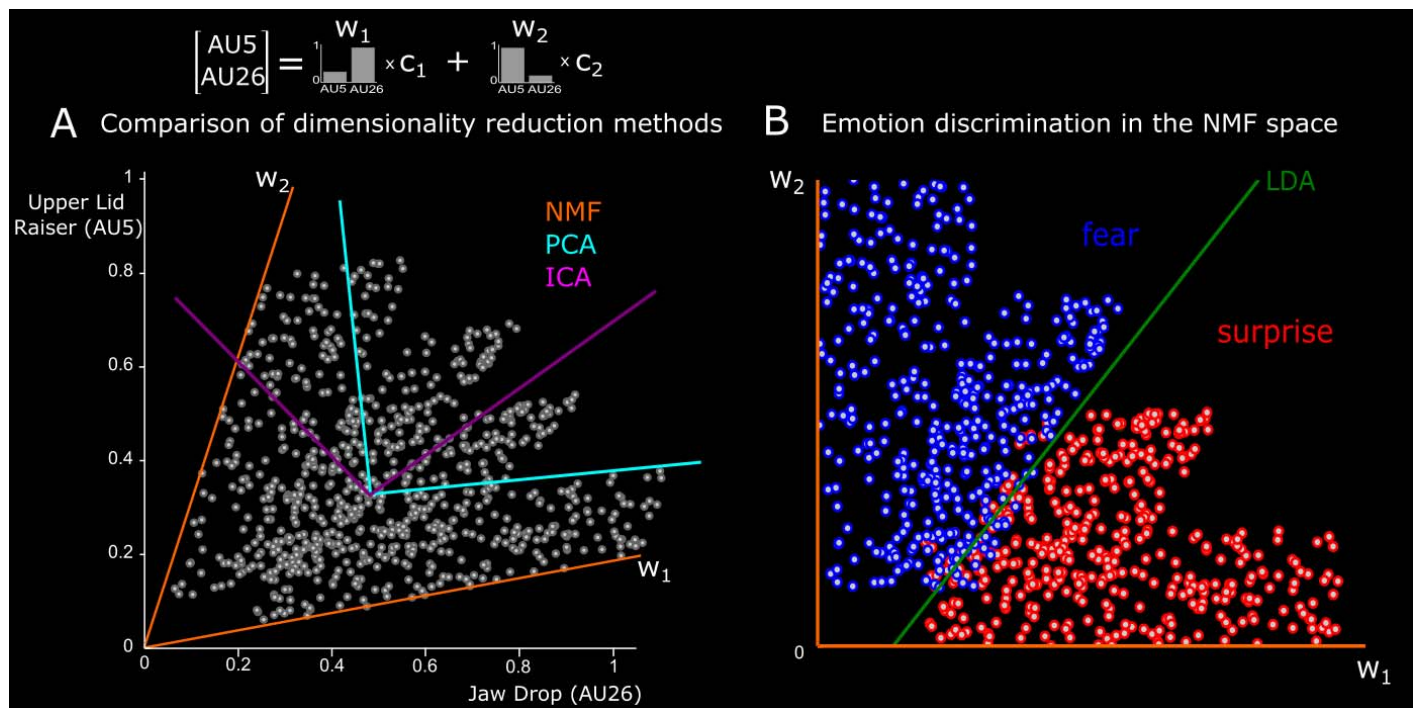 W1 W2
[AU5
AU26] = 1 0 AU5 AU26 × C1 + 1 0 AU5 AU26 × C2
A Comparison of dimensionality reduction methods
Upper Lid
Raiser (AU5)
1
0.8
0.6
0.4
0.2
0
W2
NMF
PCA
ICA
W1
0 0.2 0.4 0.6 0.8 1
Jaw Drop (AU26)
B Emotion discrimination in the NMF space
W2
LDA
fear
surprise
0
W1